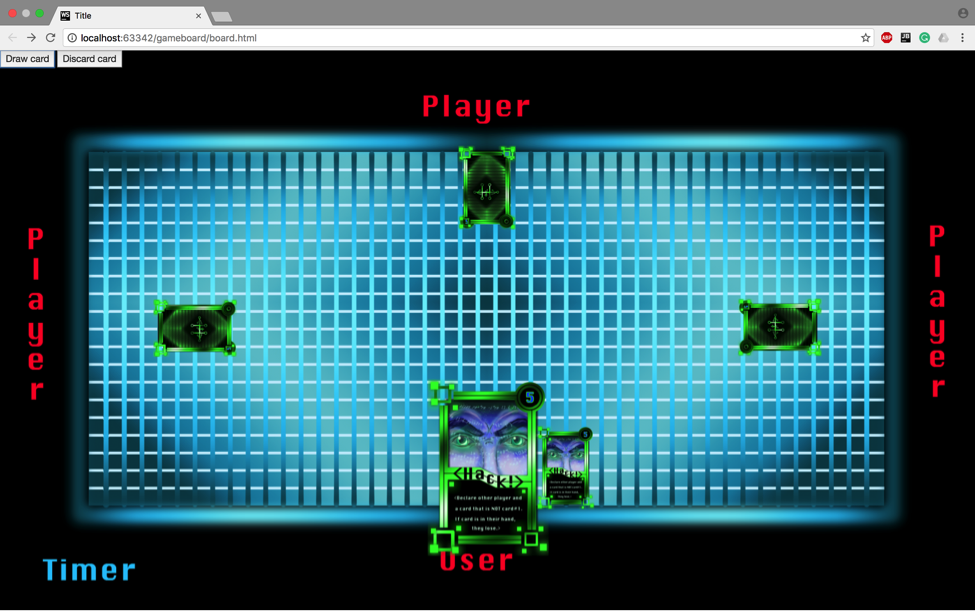 Title
localhost:63342/gameboard/board.html
Draw card
Discard card
Player
Player
Player
5
<Hack!>
<Declare other player and
a card that is NOT card#1.
If card is in their hand,
they lose.>
<Hack!>
User
Timer